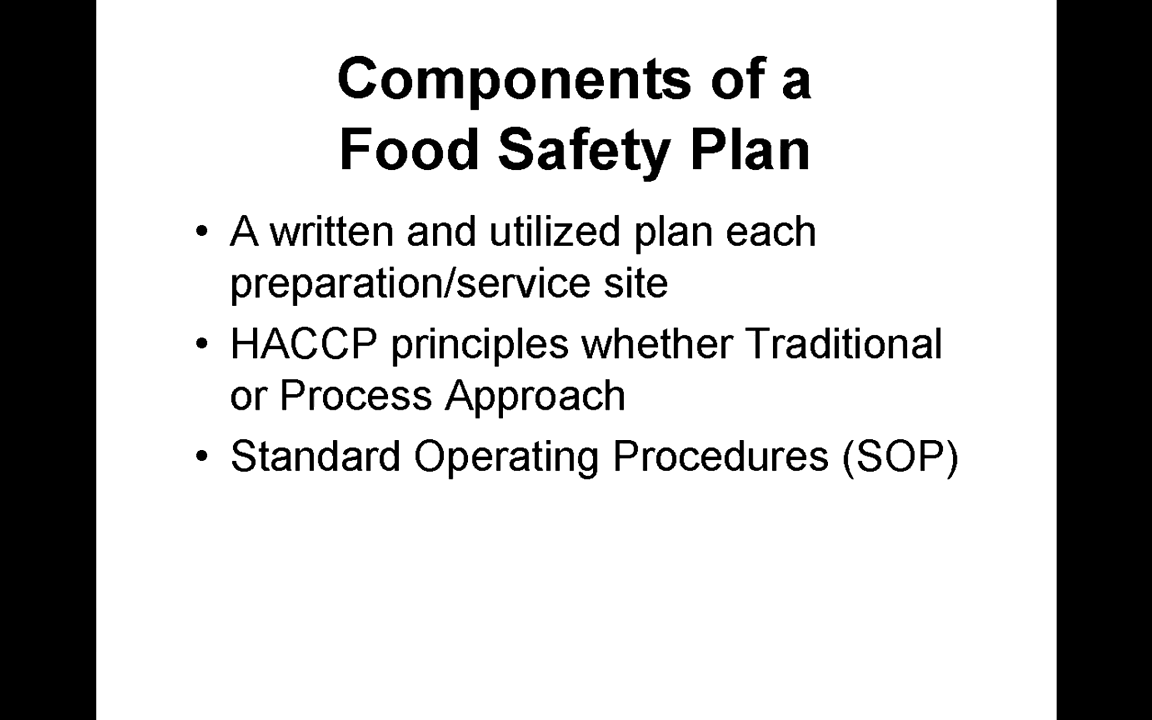 Components of a
Food Safety Plan
• A written and utilized plan each
preparation/service site
• HACCP principles whether Traditional
or Process Approach
• Standard Operating Procedures (SOP)